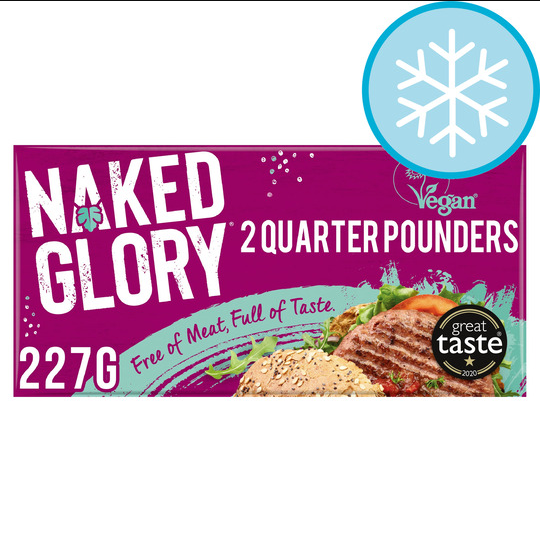 Vegan
NAKED
GLORY
2 QUARTER POUNDERS
Free of Meat, Full of Taste.
227G
great
taste
2020